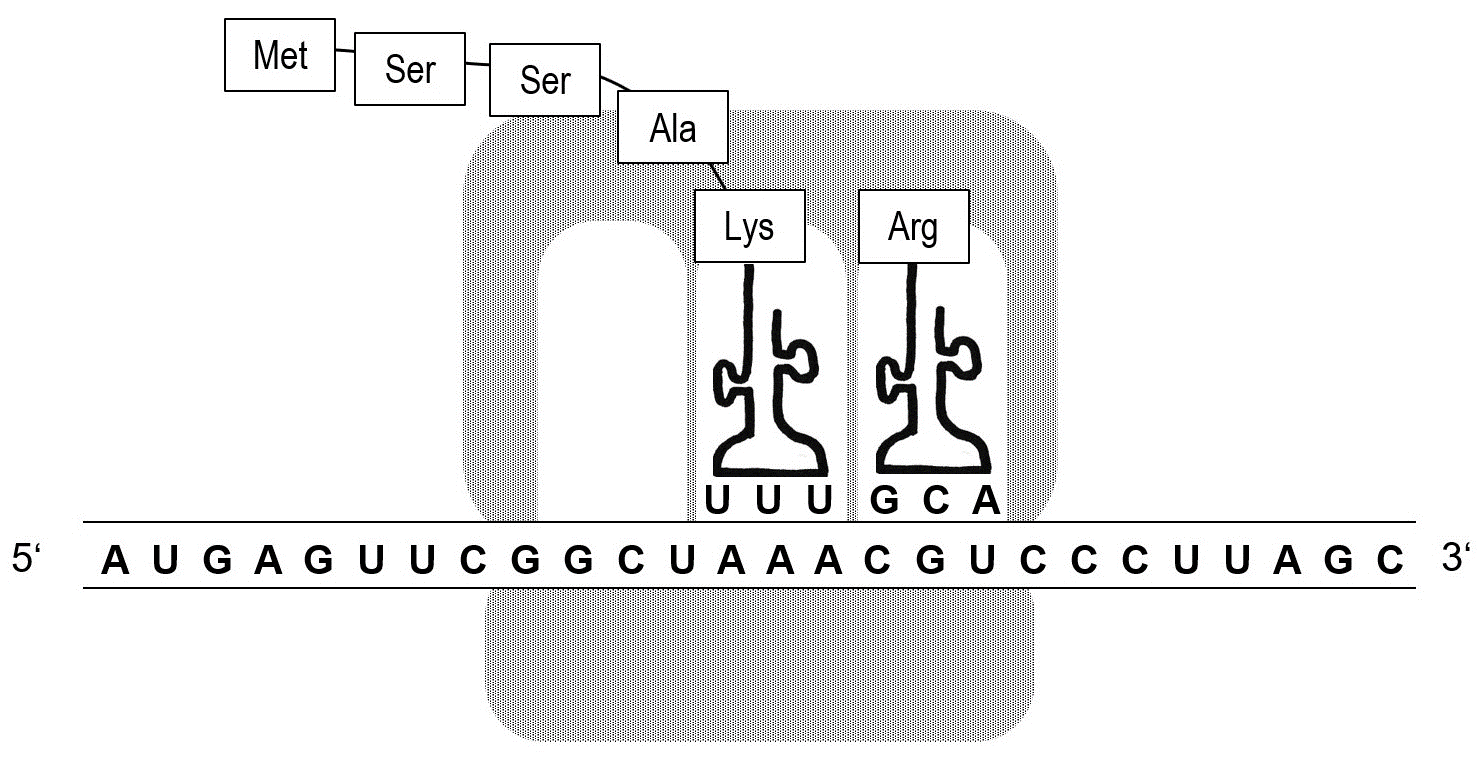 Met
Ser
Ser
Ala
Lys
Arg
U U U G C A
5‘ A U G A G U U C G G C U A A A C G U C C C U U A G C 3‘